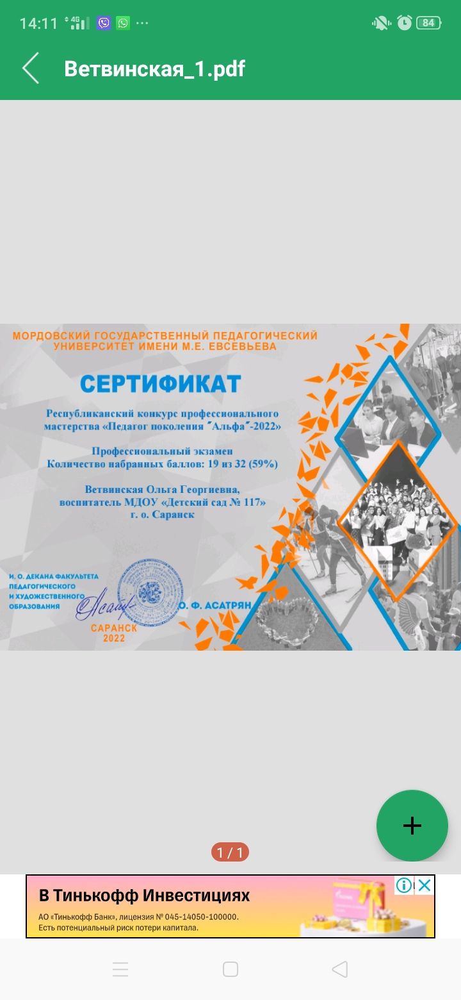 14:11 4G ... 84
Ветвинская_1.pdf
МОРДОВСКИЙ ГОСУДАРСТВЕННЫЙ ПЕДАГОГИЧЕСКИЙ
УНИВЕРСИТЕТ ИМЕНИ М.Е. ЕВСЕВЬЕВА
СЕРТИФИКАТ
Республиканский конкурс профессионального
мастерства «Педагог поколения ˝Альфа˝-2022»
Профессиональный экзамен
Количество набранных баллов: 19 из 32 (59%)
Ветвинская Ольга Георгиевна,
воспитатель МДОУ «Детский сад № 117»
г. о. Саранск
И. О. ДЕКАНА ФАКУЛЬТЕТА
ПЕДАГОГИЧЕСКОГО
И ХУДОЖЕСТВЕННОГО
ОБРАЗОВАНИЯ
О. Ф. АСАТРЯН
САРАНСК
2022
1 / 1
В Тинькофф Инвестициях
АО «Тинькофф Банк», лицензия № 045-14050-100000.
Есть потенциальный риск потери капитала.